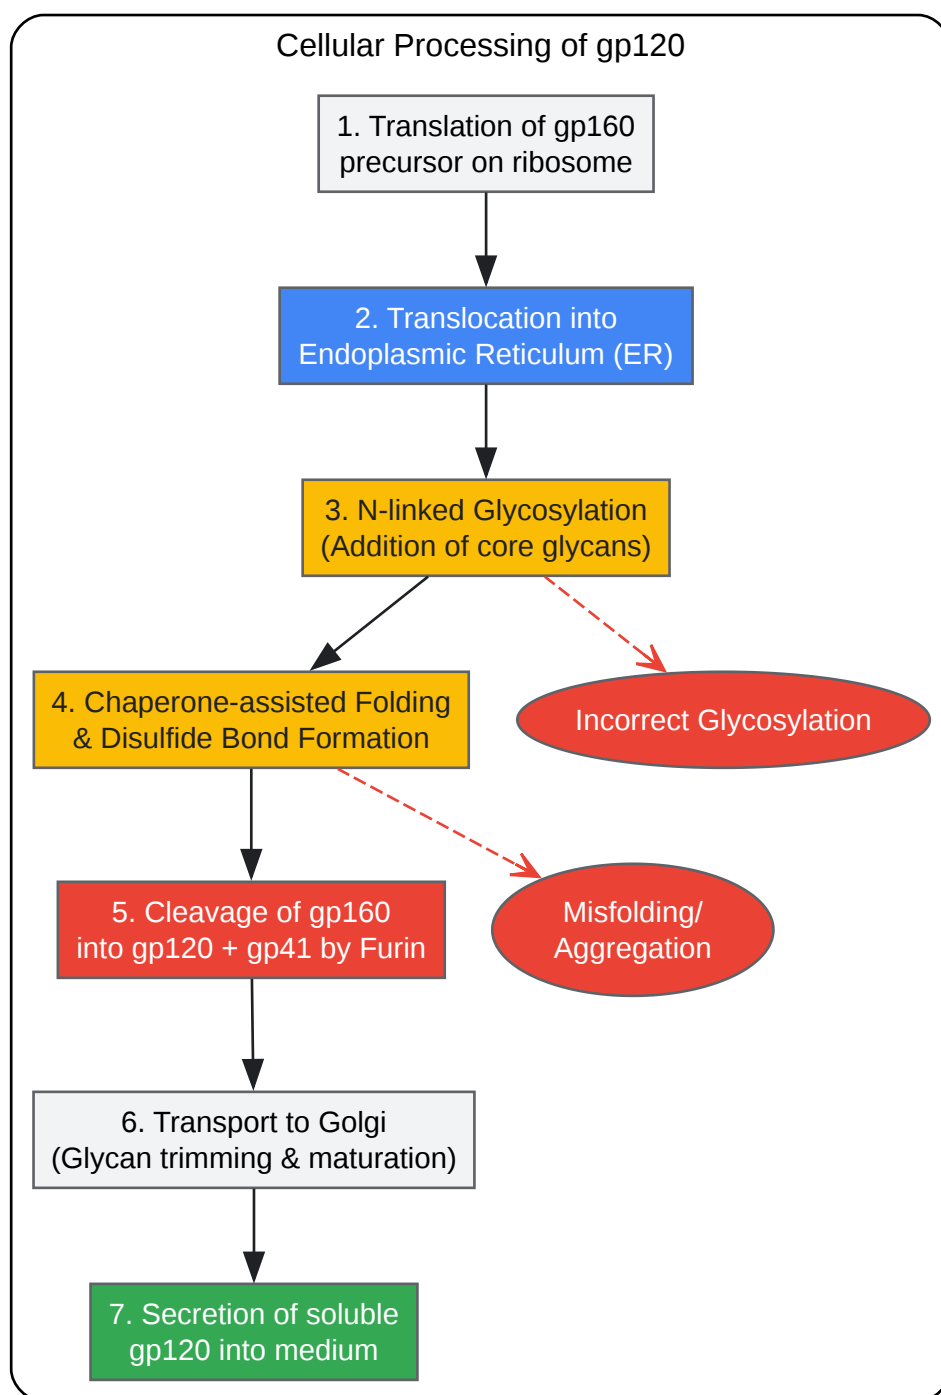 Cellular Processing of gp120
1. Translation of gp160
precursor on ribosome
2. Translocation into
Endoplasmic Reticulum (ER)
3. N-linked Glycosylation
(Addition of core glycans)
4. Chaperone-assisted Folding
& Disulfide Bond Formation
Incorrect Glycosylation
5. Cleavage of gp160
into gp120 + gp41 by Furin
Misfolding/
Aggregation
6. Transport to Golgi
(Glycan trimming & maturation)
7. Secretion of soluble
gp120 into medium